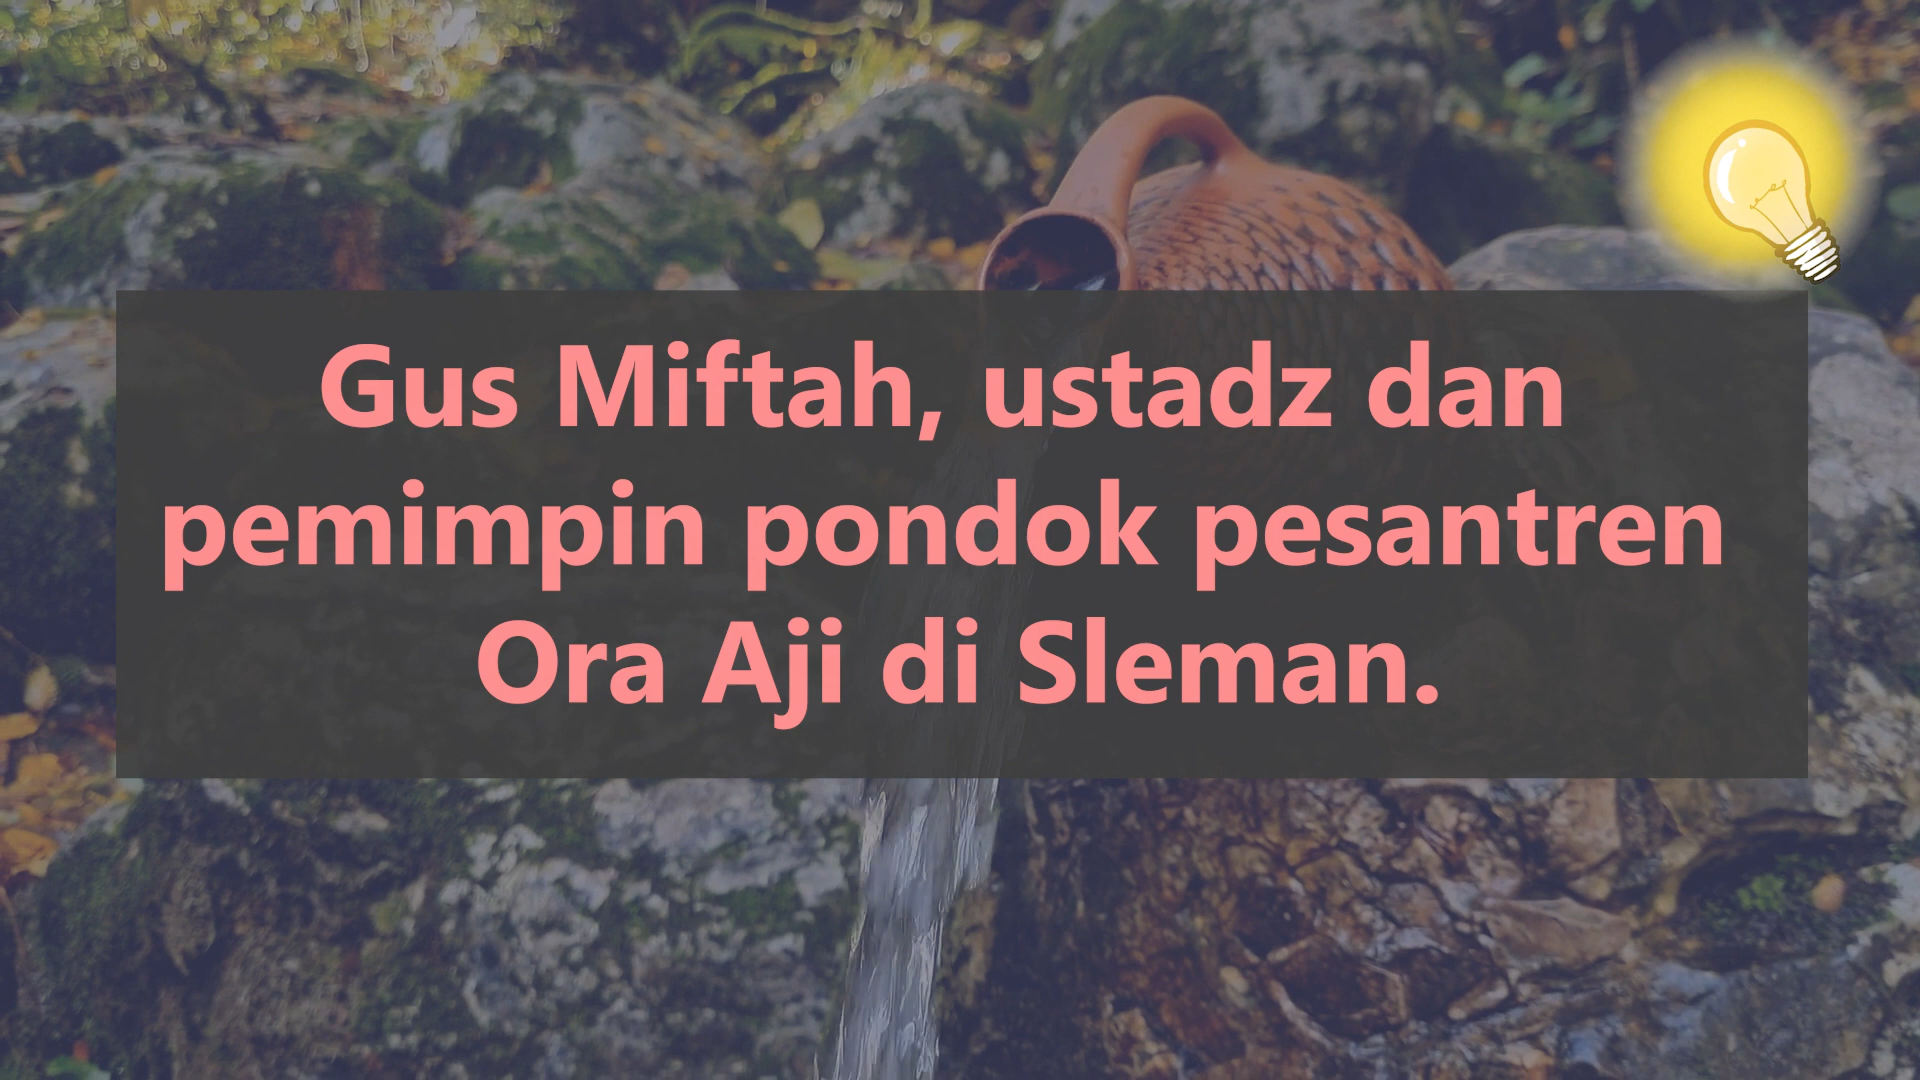 Gus Miftah, ustadz dan
pemimpin pondok pesantren
Ora Aji di Sleman.